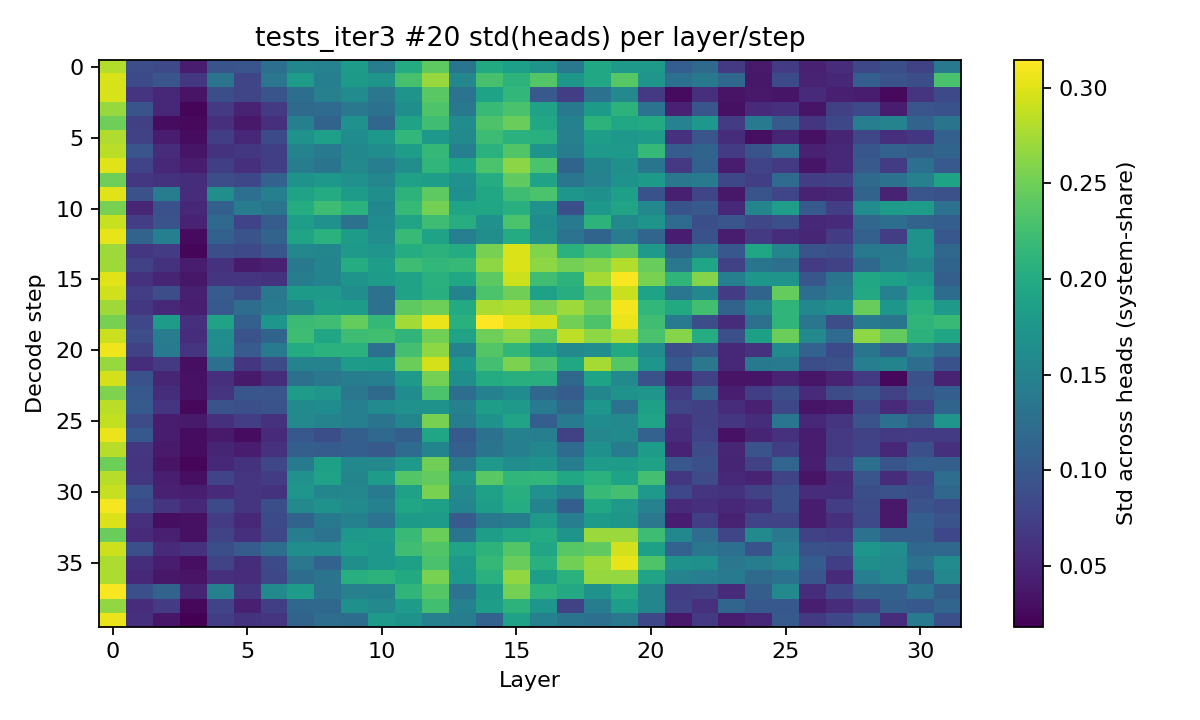 tests_iter3 #20 std(heads) per layer/step
0
5
10
15
20
25
30
35
Decode step
0 5 10 15 20 25 30
Layer
0.30
0.25
0.20
0.15
0.10
0.05
Std across heads (system-share)